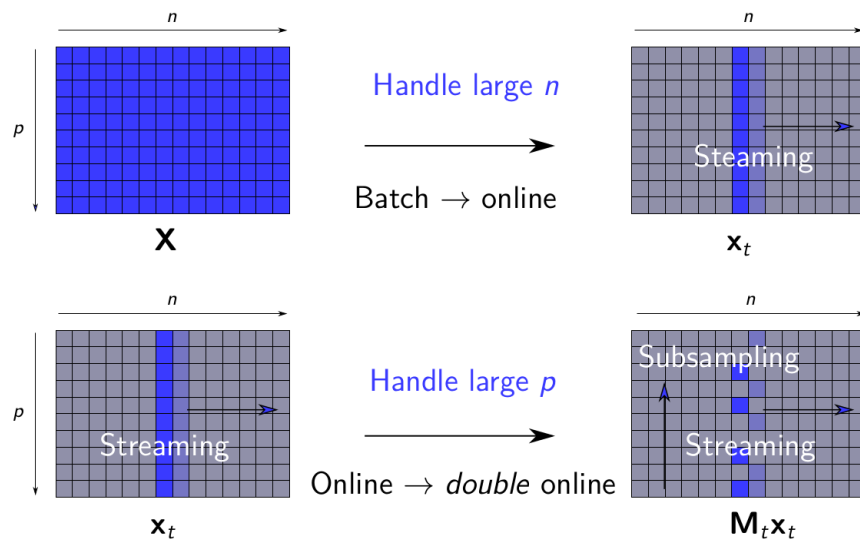 n
n
p
Handle large n
Steaming
Batch → online
X
x_t
n
n
p
Subsampling
Handle large p
Streaming
Streaming
Online → double online
x_t
M_t x_t